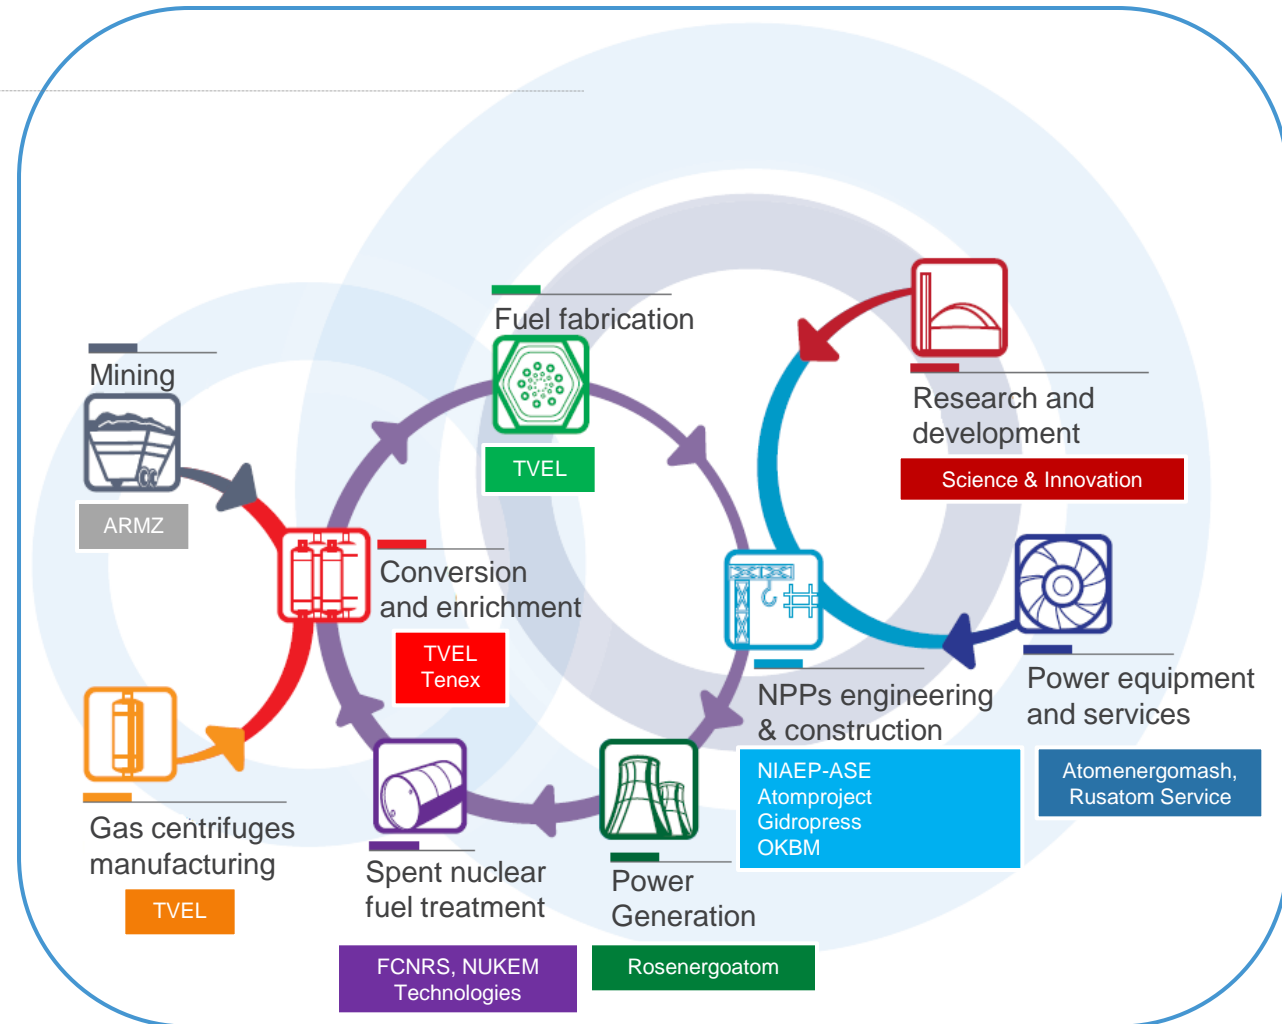 Fuel fabrication
TVEL
Mining
ARMZ
Research and
development
Science & Innovation
Conversion
and enrichment
TVEL
Tenex
NPPs engineering
& construction
NIAEP-ASE
Atomproject
Gidropress
OKBM
Power equipment
and services
Atomenergomash,
Rusatom Service
Gas centrifuges
manufacturing
TVEL
Spent nuclear
fuel treatment
FCNRS, NUKEM
Technologies
Power
Generation
Rosenergoatom